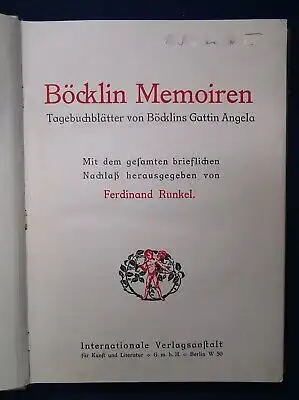 Böcklin Memoiren
Tagebuchblätter von Böcklins Gattin Angela
Mit dem geſamten brieflichen
Nachlaß herausgegeben von
Ferdinand Runkel.
Internationale Verlagsanſtalt
für Kunſt und Literatur ∘ G. m. b. H. ∘ Berlin W 50